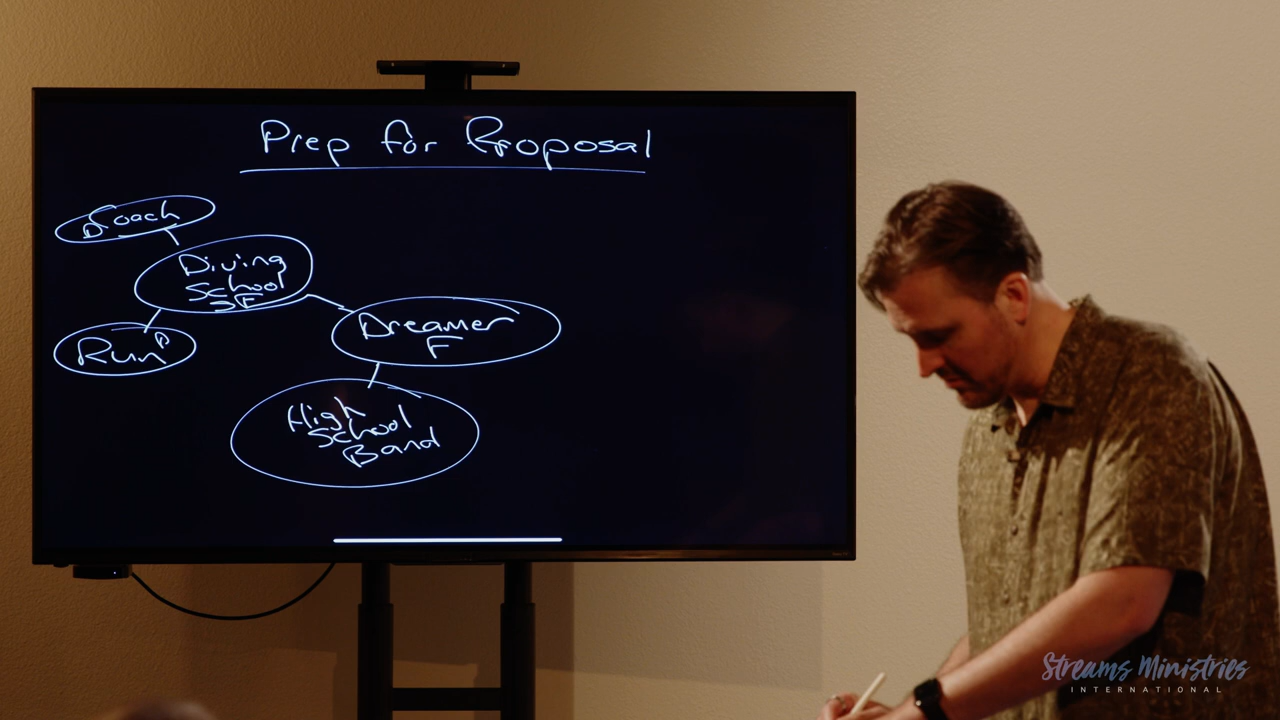 Prep for Proposal
Coach
D
Diving
School
SF
Run P
Dreamer
F
High
School
Band
Streams Ministries
INTERNATIONAL